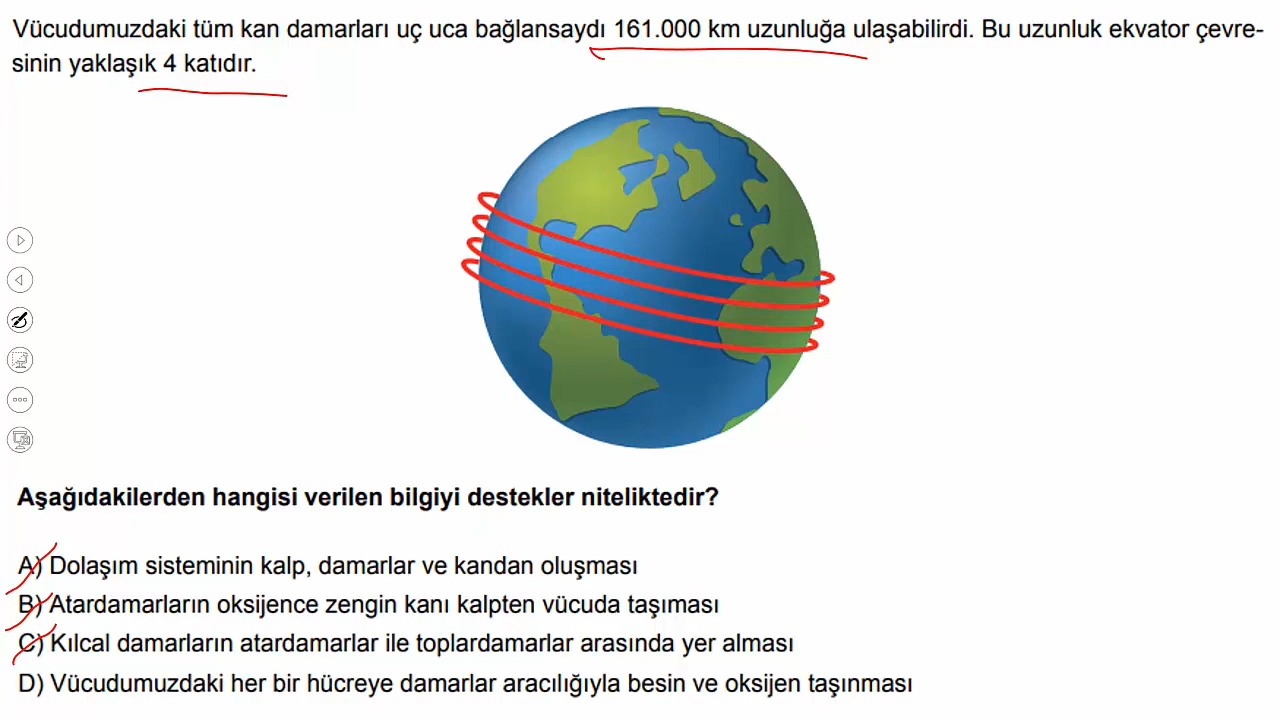 Vücudumuzdaki tüm kan damarları uç uca bağlansaydı 161.000 km uzunluğa ulaşabilirdi. Bu uzunluk ekvator çevre-
sinin yaklaşık 4 katıdır.
Aşağıdakilerden hangisi verilen bilgiyi destekler niteliktedir?
A) Dolaşım sisteminin kalp, damarlar ve kandan oluşması
B) Atardamarların oksijence zengin kanı kalpten vücuda taşıması
C) Kılcal damarların atardamarlar ile toplardamarlar arasında yer alması
D) Vücudumuzdaki her bir hücreye damarlar aracılığıyla besin ve oksijen taşınması